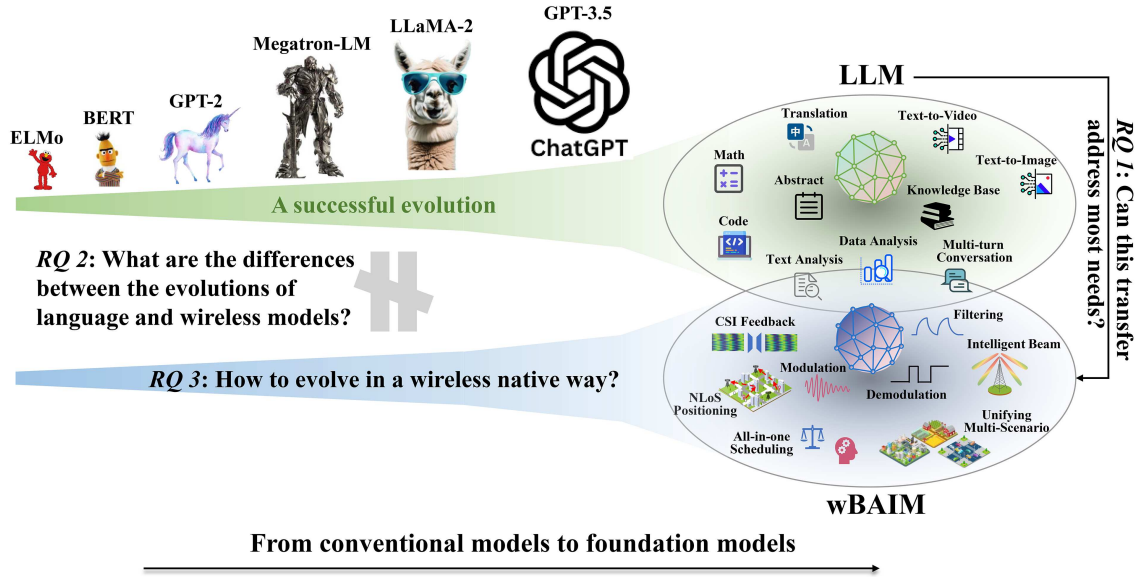 GPT-3.5
LLaMA-2
Megatron-LM
GPT-2
BERT
ELMo
ChatGPT
A successful evolution
RQ 2: What are the differences
between the evolutions of
language and wireless models?
RQ 3: How to evolve in a wireless native way?
LLM
Translation
中
A
Text-to-Video
Math
Text-to-Image
Abstract
Knowledge Base
Code
</>
Data Analysis
Multi-turn
Conversation
Text Analysis
RQ 1: Can this transfer
address most needs?
CSI Feedback
Filtering
Intelligent Beam
Modulation
Demodulation
NLoS
Positioning
Unifying
Multi-Scenario
All-in-one
Scheduling
wBAIM
From conventional models to foundation models